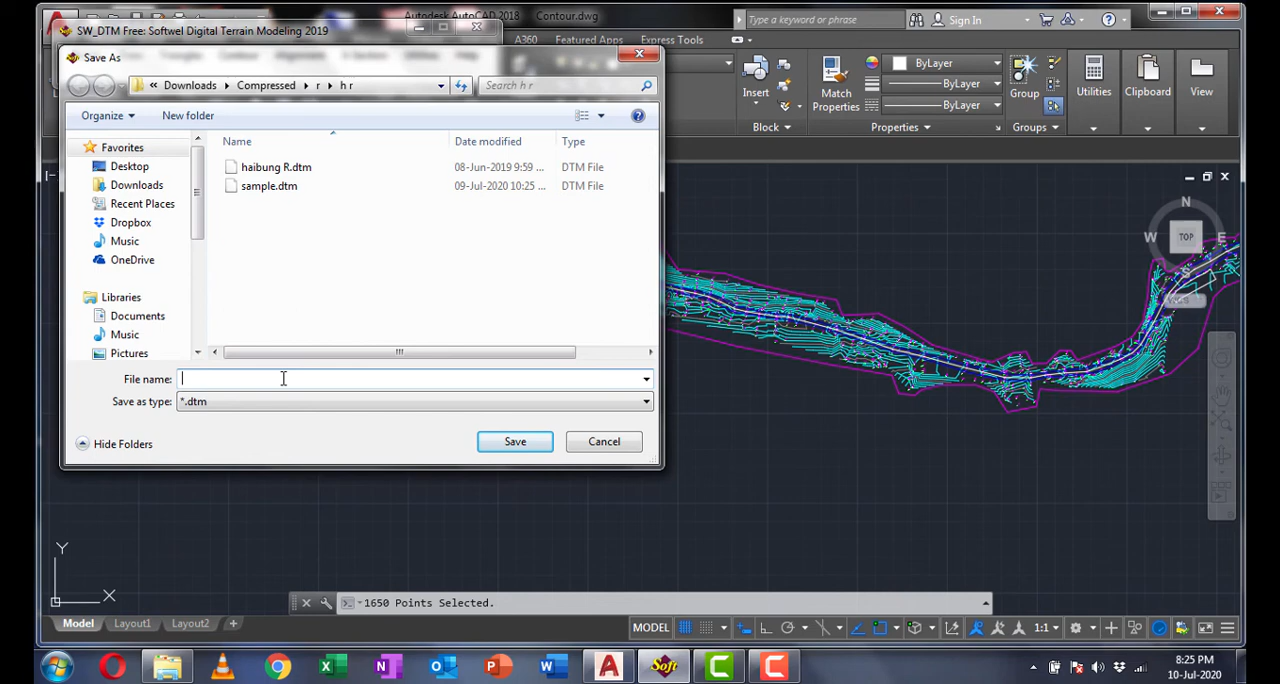 Autodesk AutoCAD 2018 Contour.dwg
Type a keyword or phrase
Sign In
SW_DTM Free: Softwel Digital Terrain Modeling 2019
A360 Featured Apps Express Tools
Save As
« Downloads Compressed r h r
Search h r
Organize New folder
Favorites
Desktop
Downloads
Recent Places
Dropbox
Music
OneDrive
Libraries
Documents
Music
Pictures
Name Date modified Type
haibung R.dtm 08-Jun-2019 9:59 ... DTM File
sample.dtm 09-Jul-2020 10:25 ... DTM File
File name:
Save as type: *.dtm
Hide Folders
Save Cancel
Insert
Match
Properties
ByLayer
ByLayer
ByLayer
Group
Utilities
Clipboard
View
Block
Properties
Groups
N
W TOP E
S
Y
X
1650 Points Selected.
Model Layout1 Layout2 +
MODEL
1:1
8:25 PM
10-Jul-2020